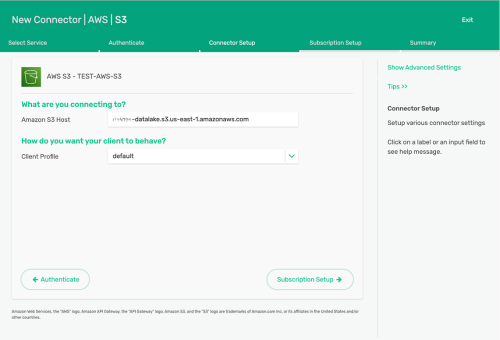 New Connector | AWS | S3
Exit
Select Service
Authenticate
Connector Setup
Subscription Setup
Summary
AWS S3 - TEST-AWS-S3
What are you connecting to?
Amazon S3 Host
-datalake.s3.us-east-1.amazonaws.com
How do you want your client to behave?
Client Profile
default
← Authenticate
Subscription Setup →
Show Advanced Settings
Tips >>
Connector Setup
Setup various connector settings
Click on a label or an input field to
see help message.
Amazon Web Services, the "AWS" logo, Amazon API Gateway, the "API Gateway" logo, Amazon S3, and the "S3" logo are trademarks of Amazon.com Inc. or its affiliates in the United States and/or
other countries.